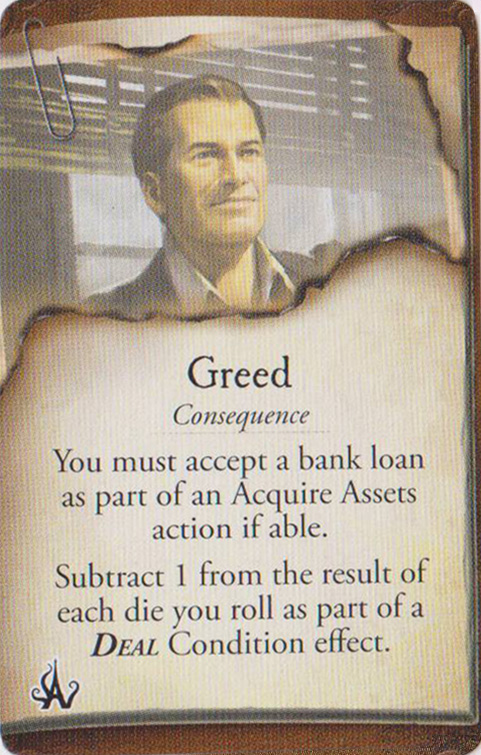 Greed
Consequence
You must accept a bank loan
as part of an Acquire Assets
action if able.
Subtract 1 from the result of
each die you roll as part of a
DEAL Condition effect.